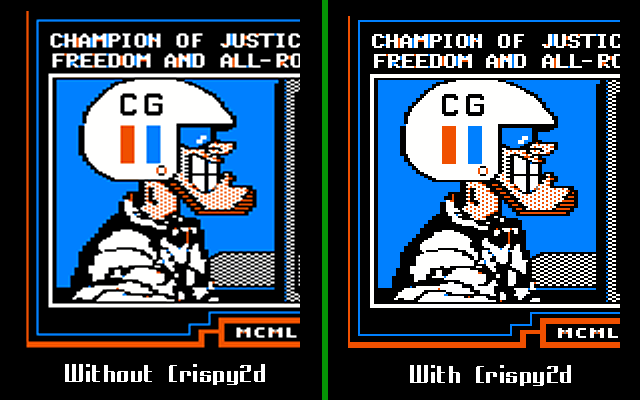 CHAMPION OF JUSTIC
FREEDOM AND ALL-RO
CG
MCML
Without Crispy2d
CHAMPION OF JUSTIC
FREEDOM AND ALL-RO
CG
MCML
With Crispy2d